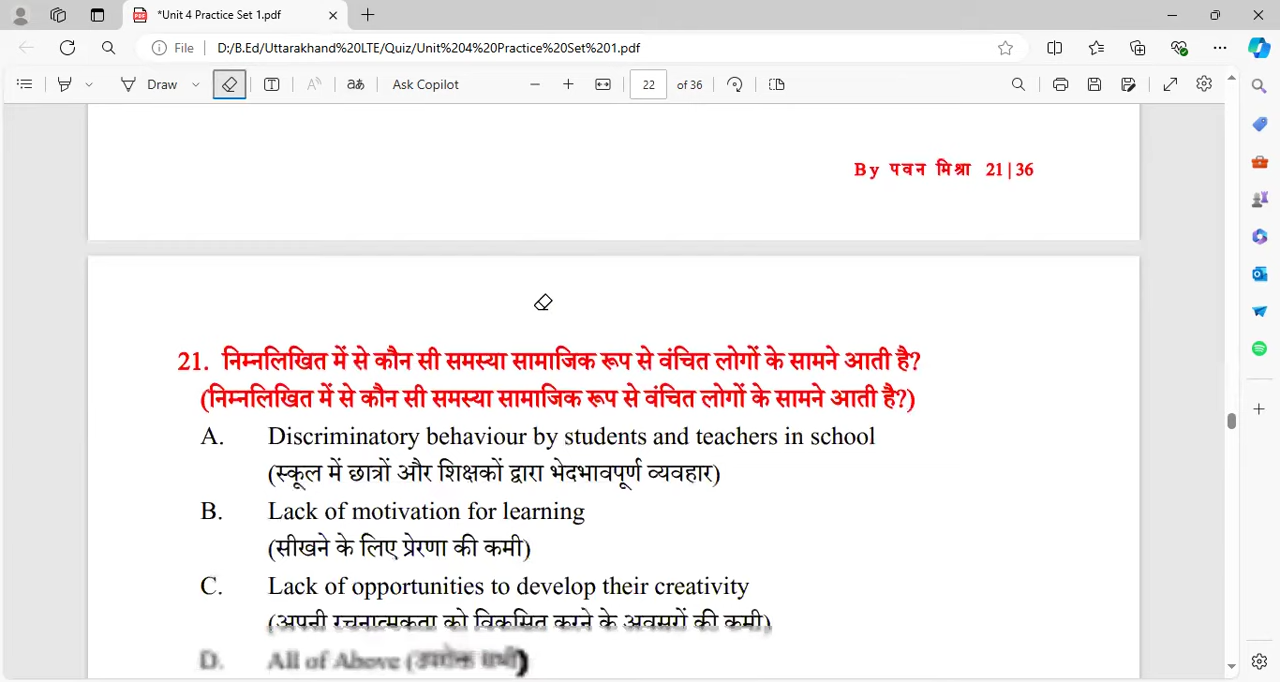 *Unit 4 Practice Set 1.pdf
File D:/B.Ed/Uttarakhand%20LTE/Quiz/Unit%204%20Practice%20Set%201.pdf
Draw Ask Copilot 22 of 36
By पवन मिश्रा 21|36
21. निम्नलिखित में से कौन सी समस्या सामाजिक रूप से वंचित लोगों के सामने आती है?
(निम्नलिखित में से कौन सी समस्या सामाजिक रूप से वंचित लोगों के सामने आती है?)
A. Discriminatory behaviour by students and teachers in school
(स्कूल में छात्रों और शिक्षकों द्वारा भेदभावपूर्ण व्यवहार)
B. Lack of motivation for learning
(सीखने के लिए प्रेरणा की कमी)
C. Lack of opportunities to develop their creativity
(अपनी रचनात्मकता को विकसित करने के अवसरों की कमी)
D. All of Above (उपरोक्त सभी)